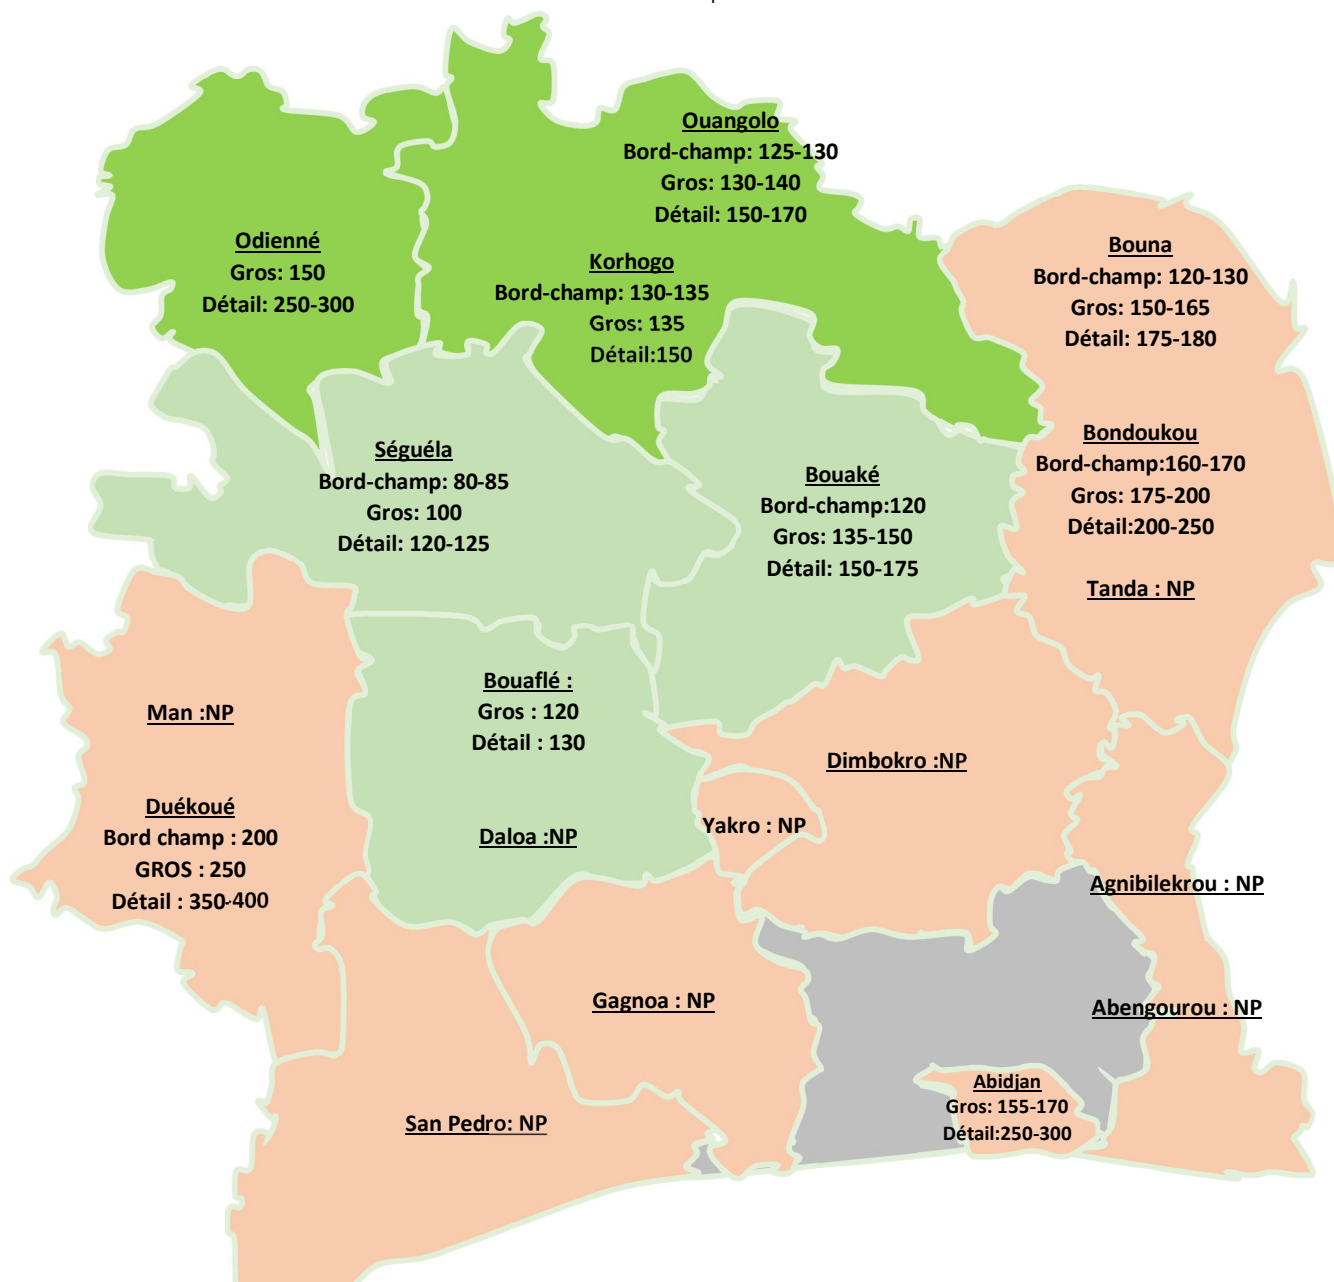 Ouangolo
Bord-champ: 125-130
Gros: 130-140
Détail: 150-170
Odienné
Gros: 150
Détail: 250-300
Korhogo
Bord-champ: 130-135
Gros: 135
Détail:150
Bouna
Bord-champ: 120-130
Gros: 150-165
Détail: 175-180
Séguéla
Bord-champ: 80-85
Gros: 100
Détail: 120-125
Bouaké
Bord-champ:120
Gros: 135-150
Détail: 150-175
Bondoukou
Bord-champ:160-170
Gros: 175-200
Détail:200-250
Tanda : NP
Man :NP
Bouaflé :
Gros : 120
Détail : 130
Dimbokro :NP
Duékoué
Bord champ : 200
GROS : 250
Détail : 350-400
Daloa :NP
Yakro : NP
Agnibilekrou : NP
Gagnoa : NP
Abengourou : NP
San Pedro: NP
Abidjan
Gros: 155-170
Détail:250-300